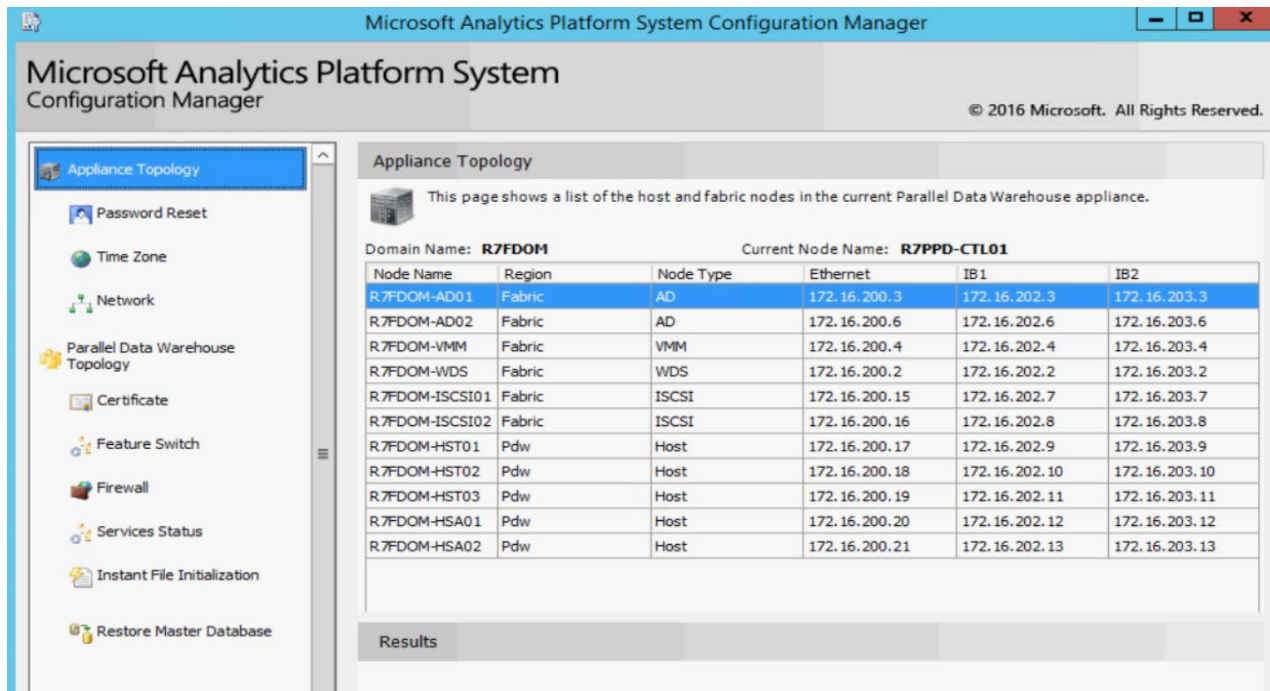 Microsoft Analytics Platform System Configuration Manager
Microsoft Analytics Platform System
Configuration Manager
© 2016 Microsoft. All Rights Reserved.
Appliance Topology
Password Reset
Time Zone
Network
Parallel Data Warehouse
Topology
Certificate
Feature Switch
Firewall
Services Status
Instant File Initialization
Restore Master Database
Appliance Topology
This page shows a list of the host and fabric nodes in the current Parallel Data Warehouse appliance.
Domain Name: R7FDOM Current Node Name: R7PPD-CTL01
Node Name Region Node Type Ethernet IB1 IB2
R7FDOM-AD01 Fabric AD 172.16.200.3 172.16.202.3 172.16.203.3
R7FDOM-AD02 Fabric AD 172.16.200.6 172.16.202.6 172.16.203.6
R7FDOM-VMM Fabric VMM 172.16.200.4 172.16.202.4 172.16.203.4
R7FDOM-WDS Fabric WDS 172.16.200.2 172.16.202.2 172.16.203.2
R7FDOM-ISCSI01 Fabric ISCSI 172.16.200.15 172.16.202.7 172.16.203.7
R7FDOM-ISCSI02 Fabric ISCSI 172.16.200.16 172.16.202.8 172.16.203.8
R7FDOM-HST01 Pdw Host 172.16.200.17 172.16.202.9 172.16.203.9
R7FDOM-HST02 Pdw Host 172.16.200.18 172.16.202.10 172.16.203.10
R7FDOM-HST03 Pdw Host 172.16.200.19 172.16.202.11 172.16.203.11
R7FDOM-HSA01 Pdw Host 172.16.200.20 172.16.202.12 172.16.203.12
R7FDOM-HSA02 Pdw Host 172.16.200.21 172.16.202.13 172.16.203.13
Results